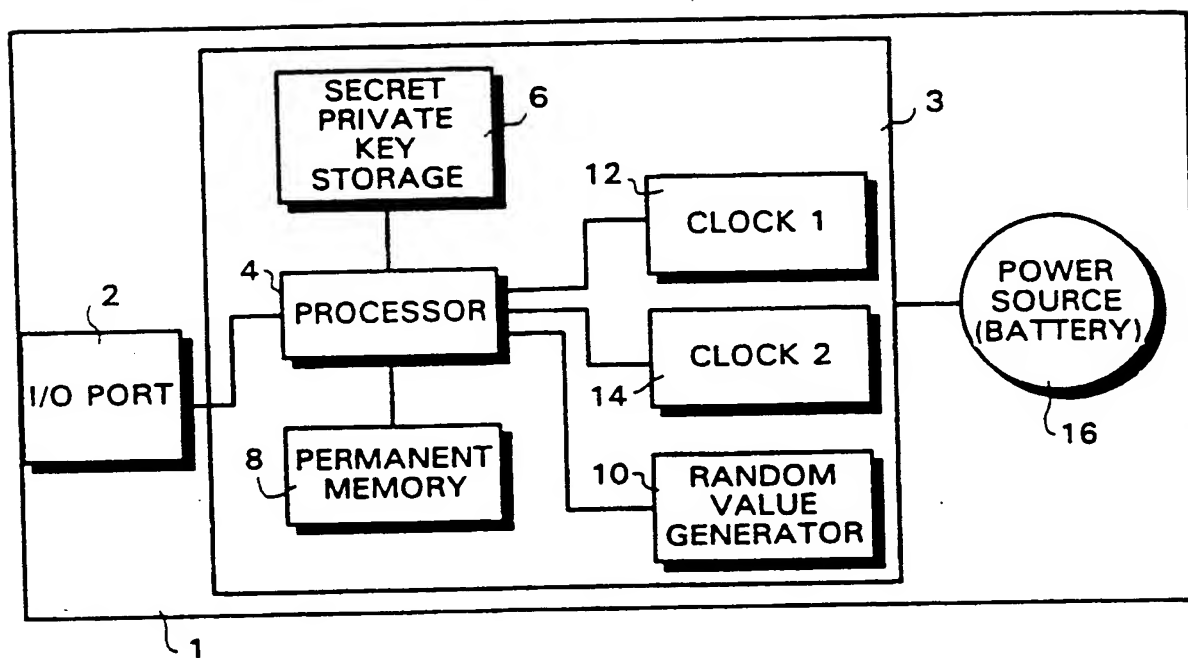 SECRET
PRIVATE
KEY
STORAGE
6
3
12
CLOCK 1
4
PROCESSOR
POWER
SOURCE
(BATTERY)
2
I/O PORT
CLOCK 2
14
16
8
PERMANENT
MEMORY
10
RANDOM
VALUE
GENERATOR
1